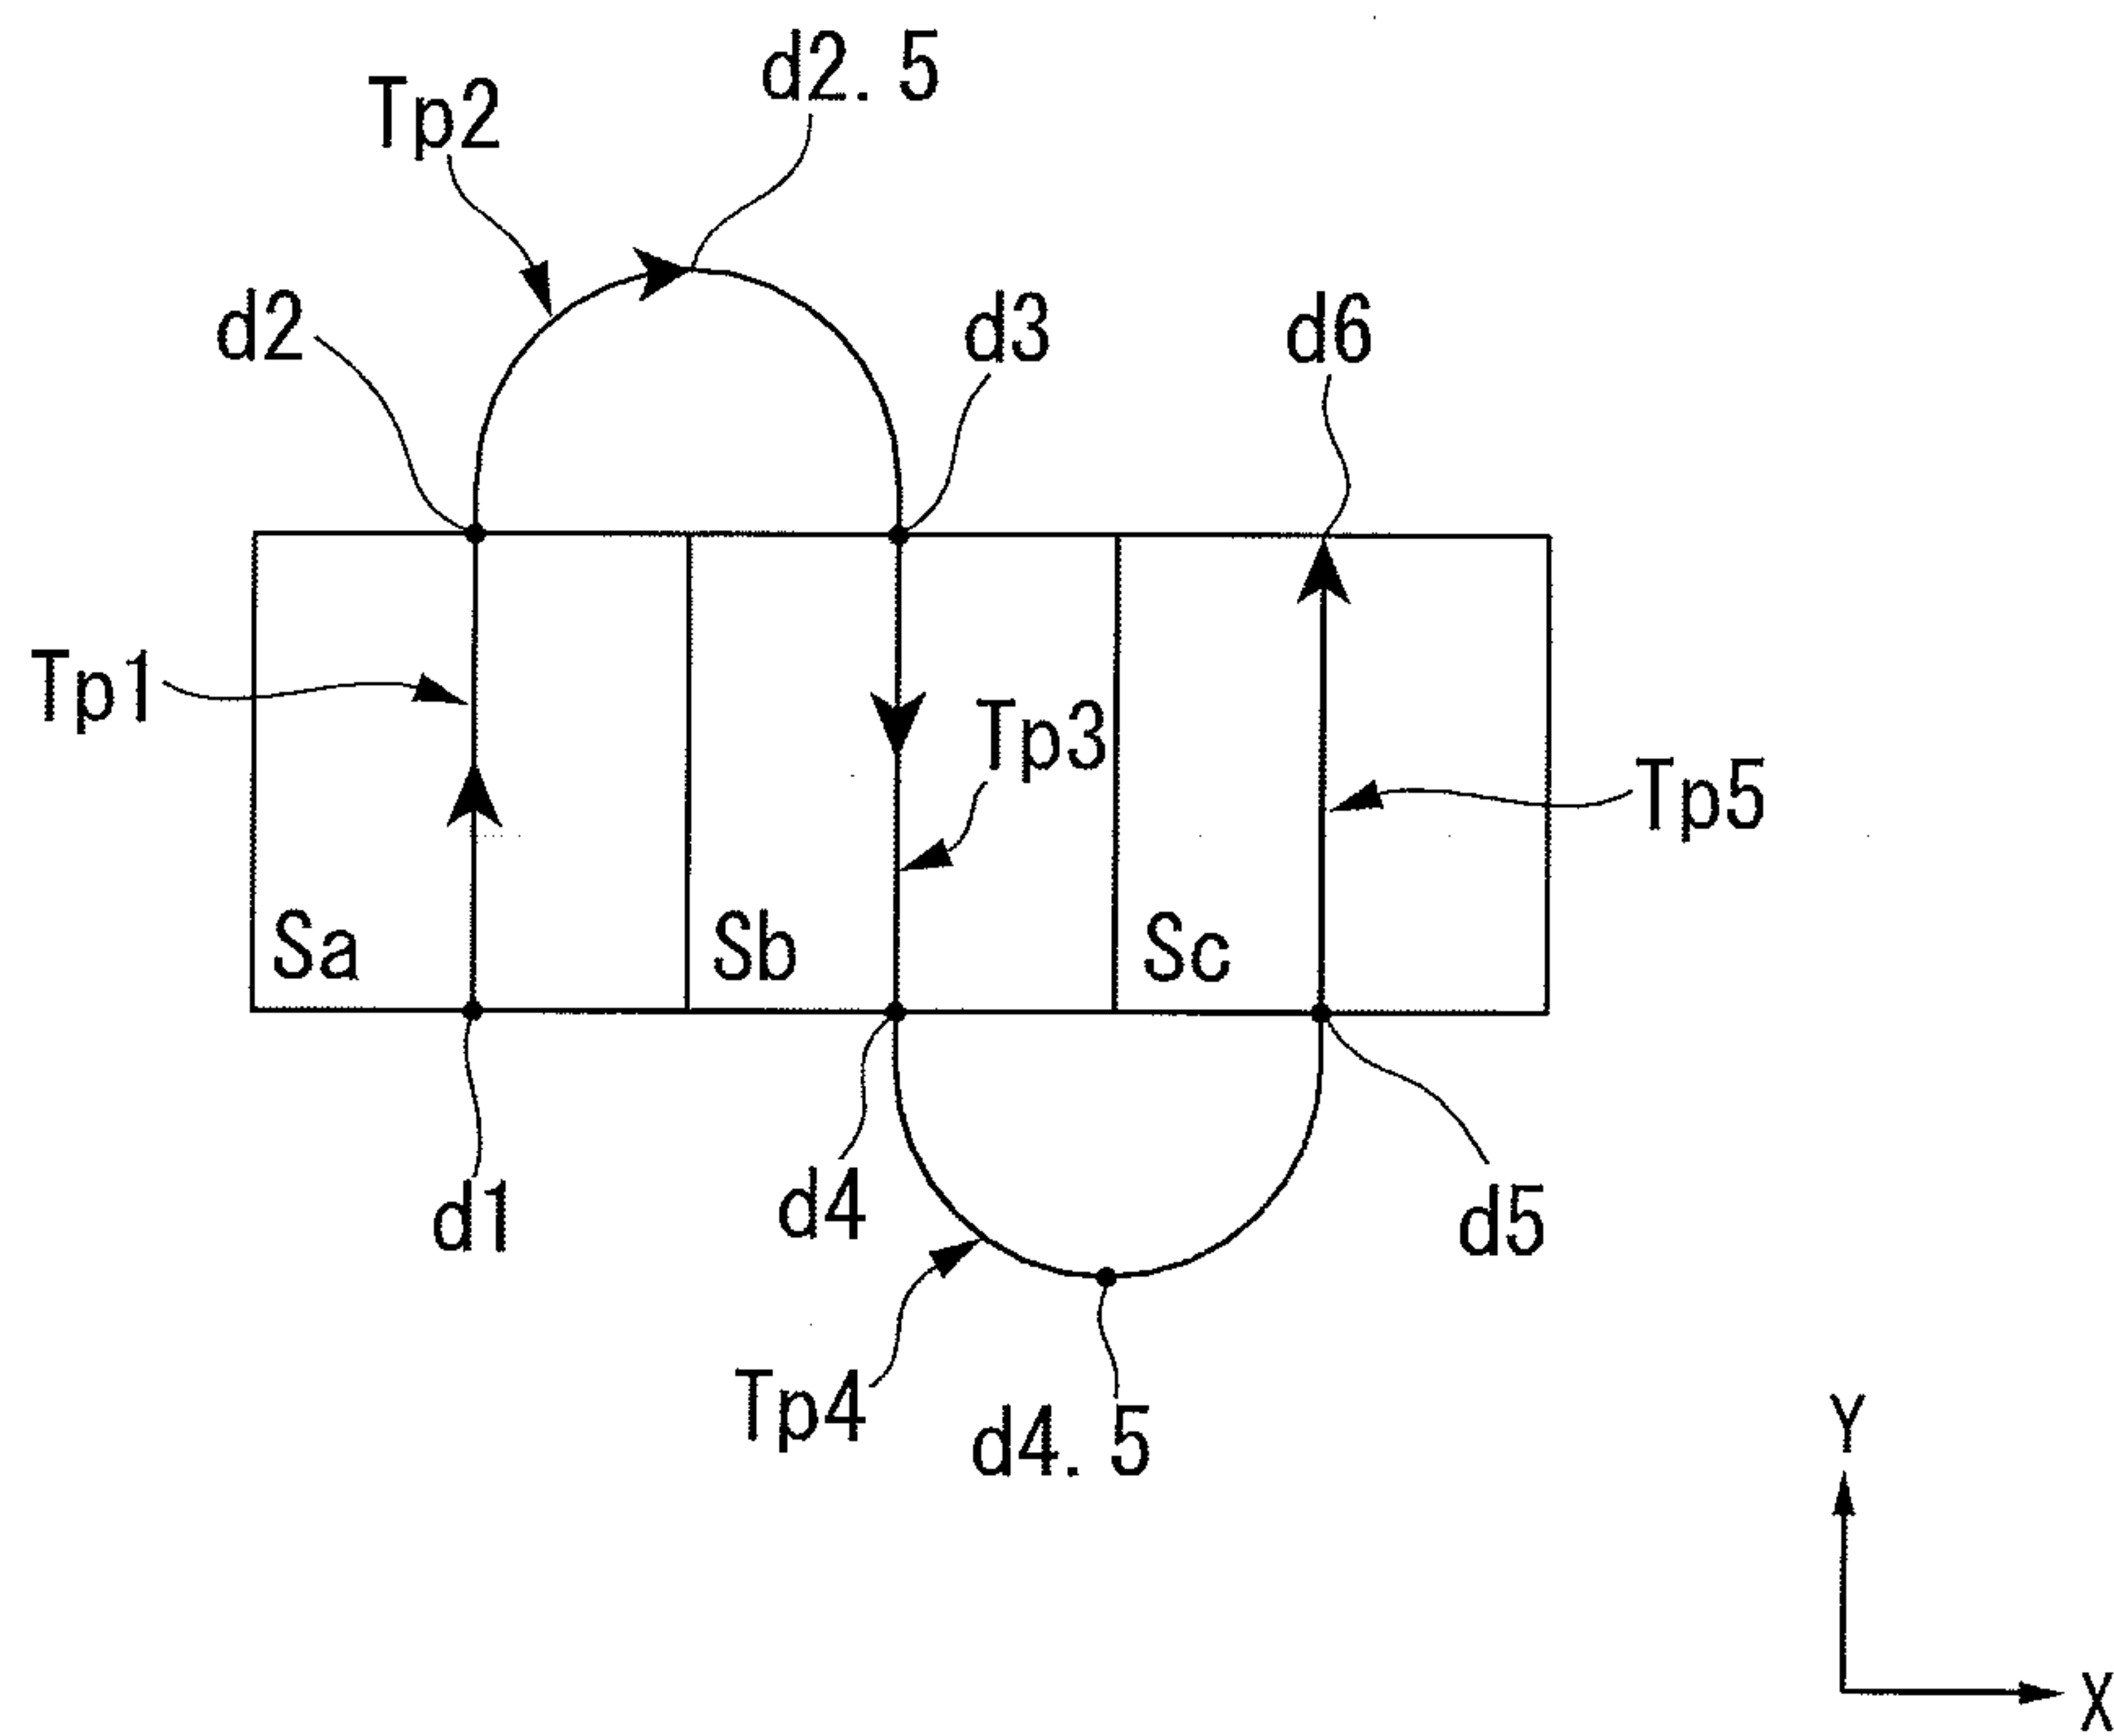 d2. 5
Tp2
d2
d3
d6
Tp1
Tp3
Tp5
Sa
Sb
Sc
d1
d4
d5
Tp4
d4. 5
Y
X